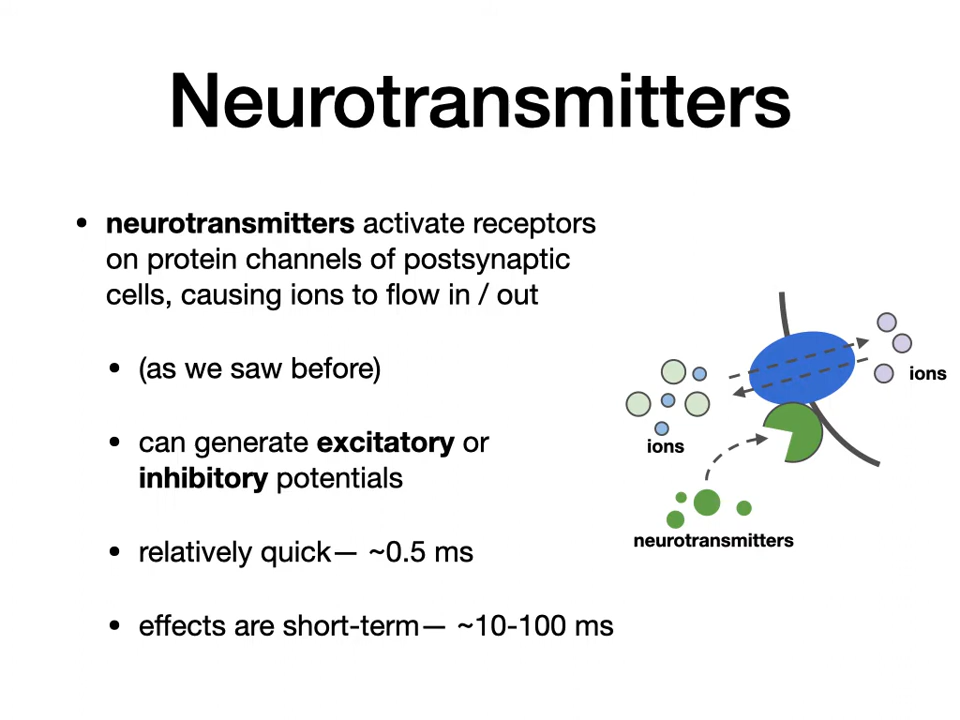 Neurotransmitters
• neurotransmitters activate receptors
on protein channels of postsynaptic
cells, causing ions to flow in / out
• (as we saw before)
• can generate excitatory or
inhibitory potentials
• relatively quick— ~0.5 ms
• effects are short-term— ~10-100 ms
ions
ions
neurotransmitters